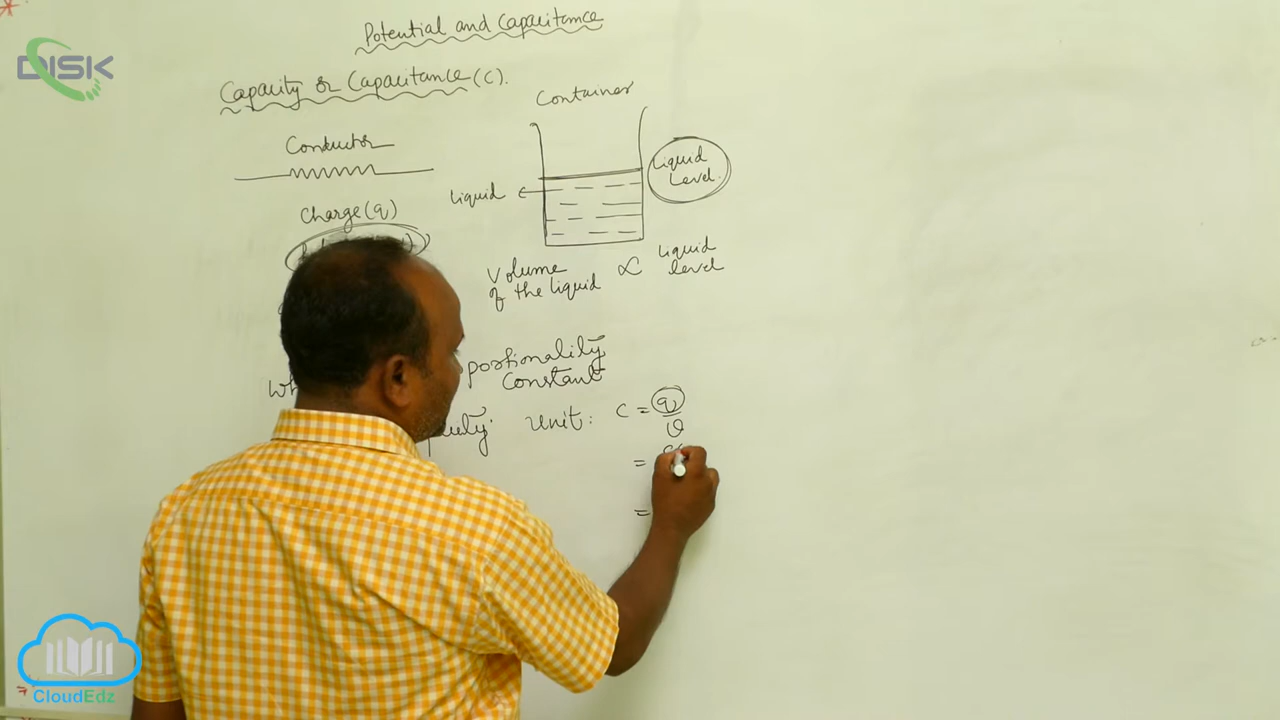 Potential and Capacitance
DISK
Capacity or Capacitance (C).
Container
Conductor
Liquid
Level.
Liquid
Charge (q)
Volume
of the liquid ∝ Liquid
level
Constant
Unit: C = q
v
=
=
CloudEdz